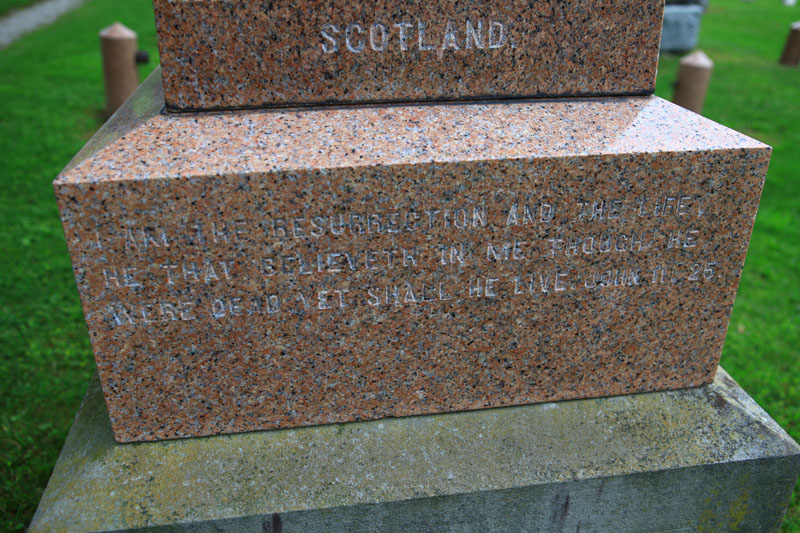 SCOTLAND.
I AM THE RESURRECTION AND THE LIFE,
HE THAT BELIEVETH IN ME THOUGH HE
WERE DEAD YET SHALL HE LIVE. JOHN 11. 25